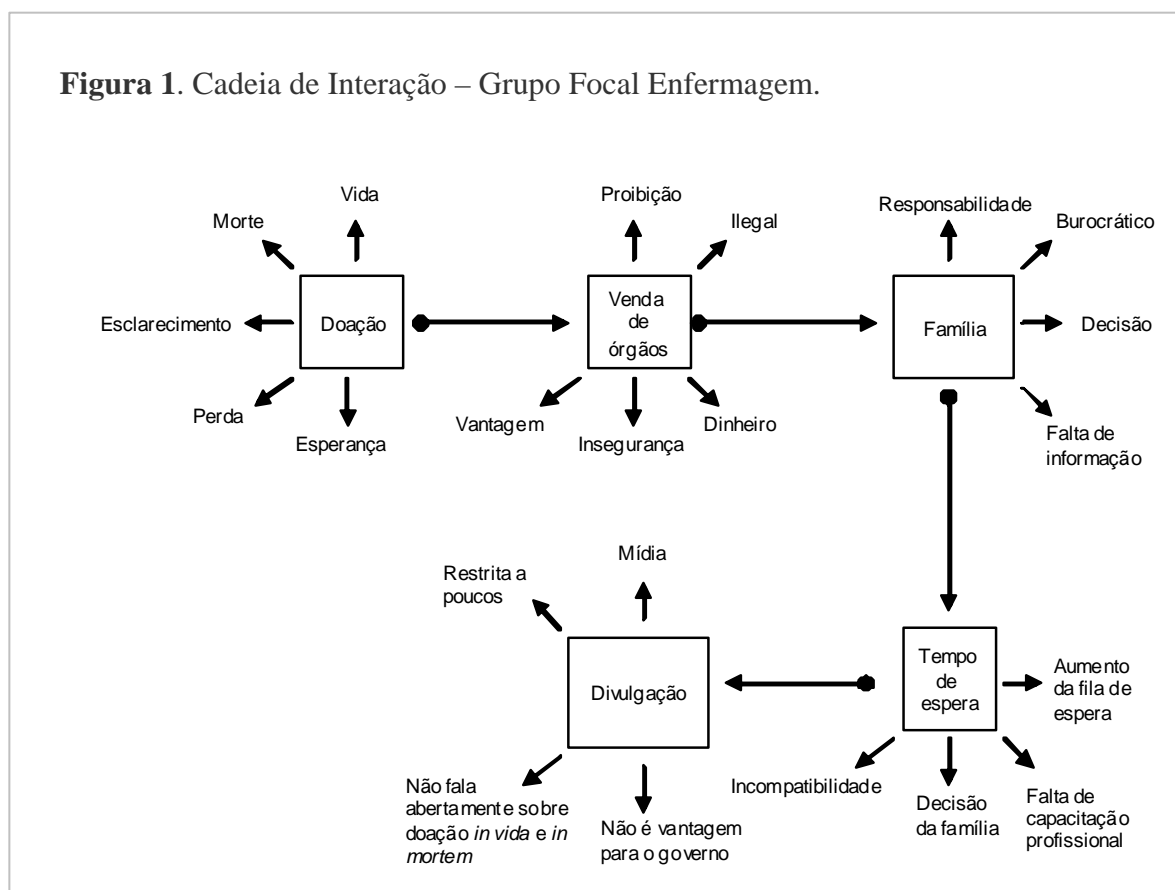 Figura 1. Cadeia de Interação – Grupo Focal Enfermagem.
Vida
Morte
Esclarecimento
Doação
Perda
Esperança
Proibição
Ilegal
Venda
de
órgãos
Vantagem
Insegurança
Dinheiro
Responsabilidade
Burocrático
Família
Decisão
Falta de
informação
Mídia
Restrita a
poucos
Divulgação
Não fala
abertamente sobre
doação in vida e in
mortem
Não é vantagem
para o governo
Tempo
de
espera
Aumento
da fila de
espera
Incompatibilidade
Decisão
da família
Falta de
capacitação
profissional